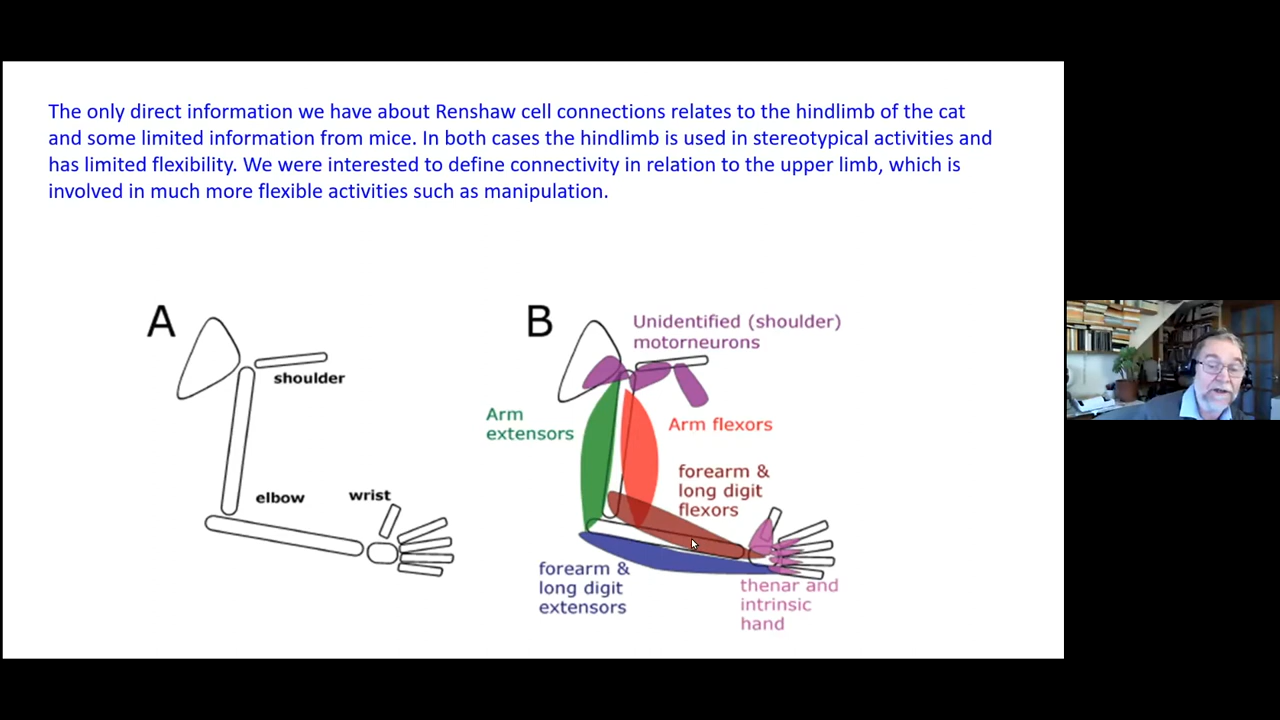 The only direct information we have about Renshaw cell connections relates to the hindlimb of the cat
and some limited information from mice. In both cases the hindlimb is used in stereotypical activities and
has limited flexibility. We were interested to define connectivity in relation to the upper limb, which is
involved in much more flexible activities such as manipulation.
A
shoulder
elbow
wrist
B
Unidentified (shoulder)
motorneurons
Arm
extensors
Arm flexors
forearm &
long digit
flexors
forearm &
long digit
extensors
thenar and
intrinsic
hand